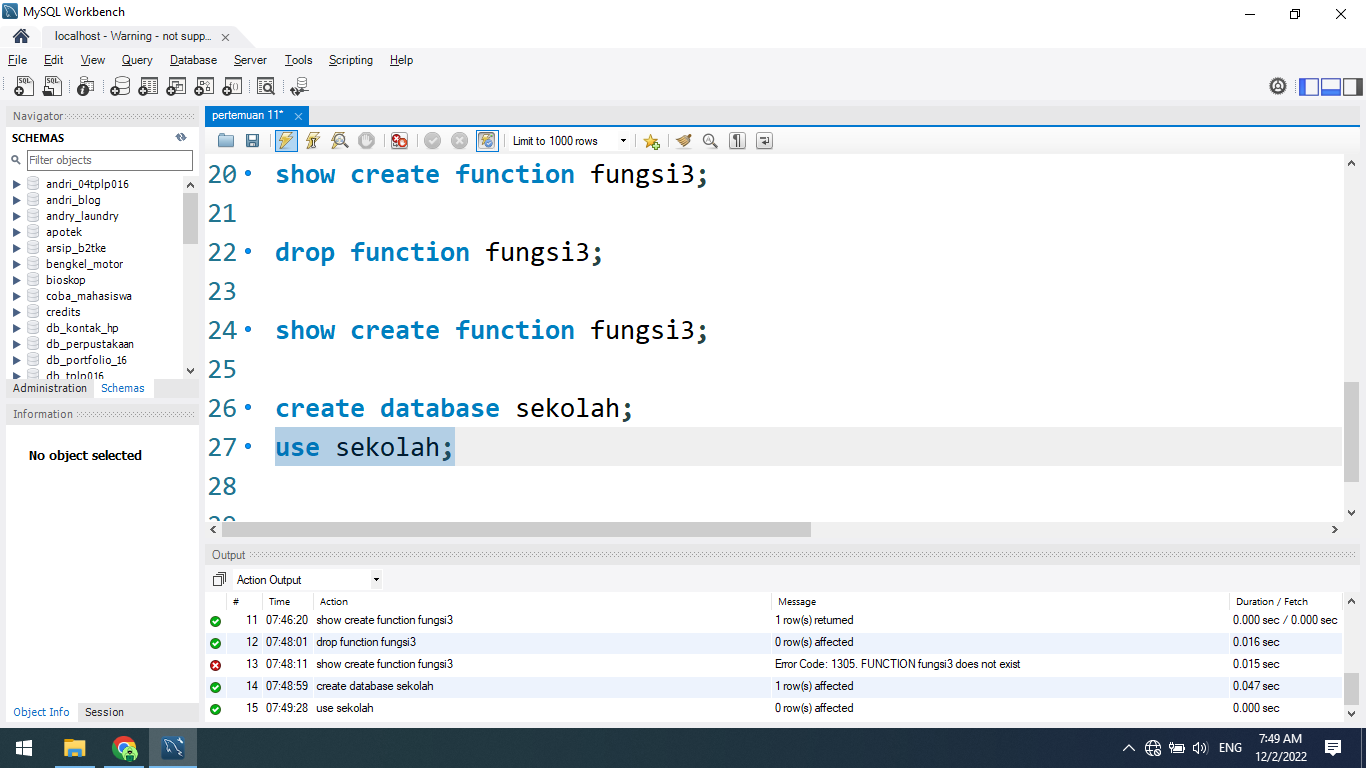 MySQL Workbench
localhost - Warning - not supp...
File Edit View Query Database Server Tools Scripting Help
Navigator
SCHEMAS
Filter objects
andri_04tplp016
andri_blog
andry_laundry
apotek
arsip_b2tke
bengkel_motor
bioskop
coba_mahasiswa
credits
db_kontak_hp
db_perpustakaan
db_portfolio_16
db_tplp016
Administration Schemas
Information
No object selected
Object Info Session
pertemuan 11*
Limit to 1000 rows
20 show create function fungsi3;
21
22 drop function fungsi3;
23
24 show create function fungsi3;
25
26 create database sekolah;
27 use sekolah;
28
29
Output
Action Output
# Time Action Message Duration / Fetch
11 07:46:20 show create function fungsi3 1 row(s) returned 0.000 sec / 0.000 sec
12 07:48:01 drop function fungsi3 0 row(s) affected 0.016 sec
13 07:48:11 show create function fungsi3 Error Code: 1305. FUNCTION fungsi3 does not exist 0.015 sec
14 07:48:59 create database sekolah 1 row(s) affected 0.047 sec
15 07:49:28 use sekolah 0 row(s) affected 0.000 sec
ENG
7:49 AM
12/2/2022